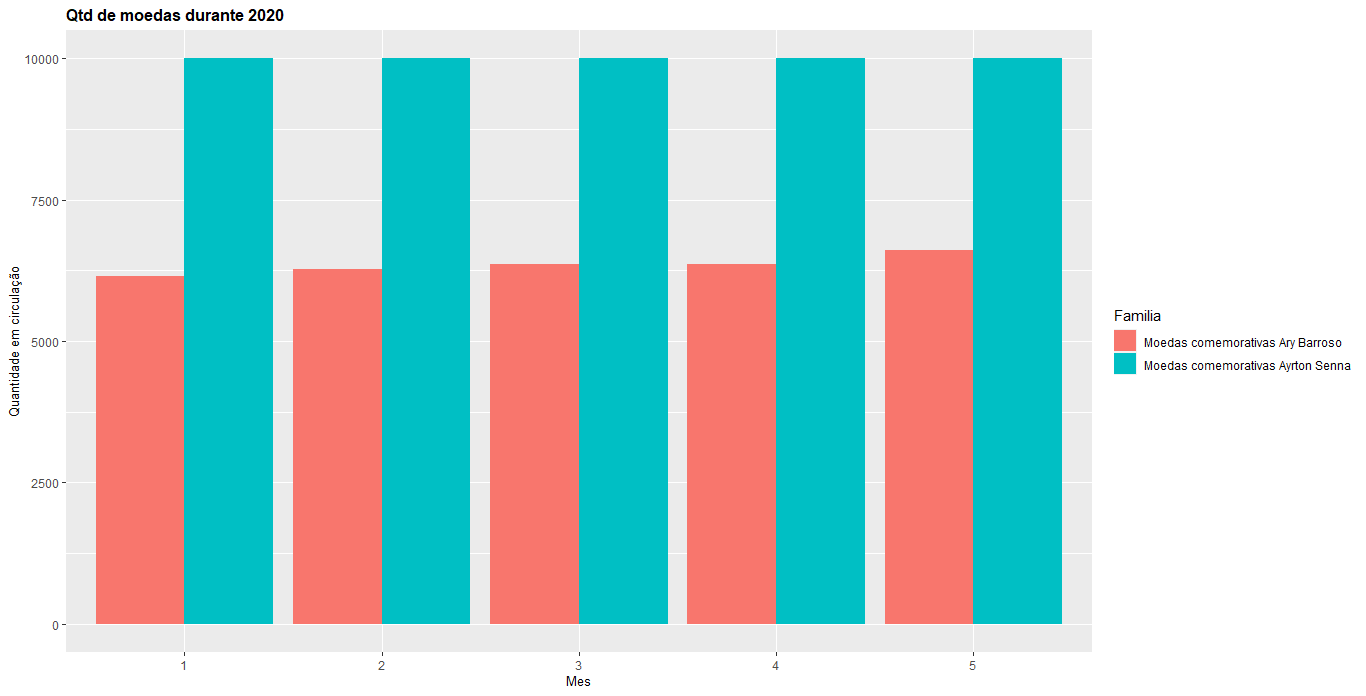 Qtd de moedas durante 2020
Quantidade em circulação
10000
7500
5000
2500
0
1 2 3 4 5
Mes
Familia
Moedas comemorativas Ary Barroso
Moedas comemorativas Ayrton Senna